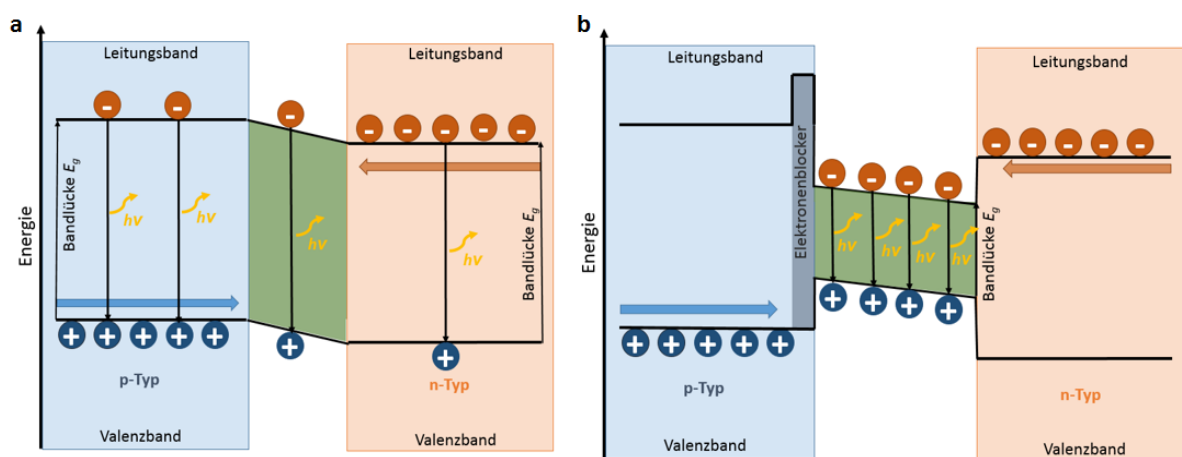 a
Leitungsband
Leitungsband
- - - - - - - -
Energie
Bandlücke Eg
hv
hv
hv
hv
Bandlücke Eg
+ + + + + + +
p-Typ
n-Typ
Valenzband
Valenzband
b
Leitungsband
Leitungsband
- - - - - - - - -
Energie
Elektronenblocker
hv
hv
hv
hv
Bandlücke Eg
+ + + + + + + + +
p-Typ
n-Typ
Valenzband
Valenzband